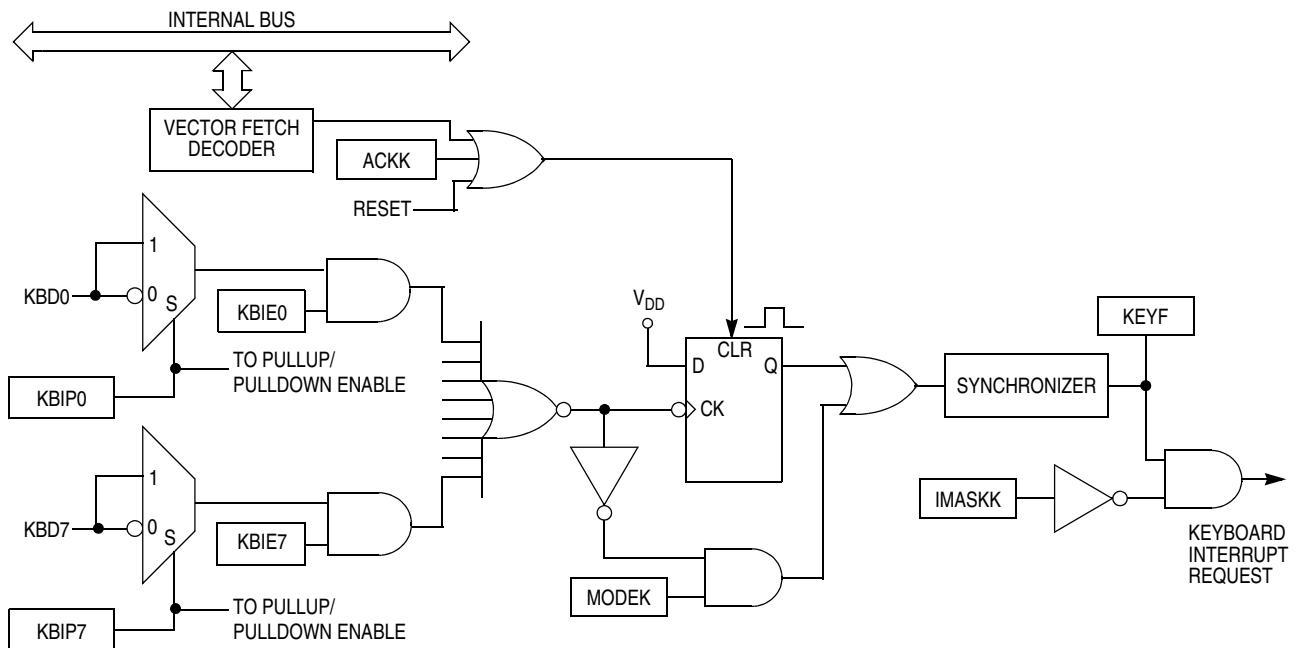 INTERNAL BUS
VECTOR FETCH
DECODER
ACKK
RESET
1
KBD0
0
S
KBIE0
TO PULLUP/
PULLDOWN ENABLE
KBIP0
VDD
CLR
D
Q
CK
KEYF
SYNCHRONIZER
1
KBD7
0
S
KBIE7
TO PULLUP/
PULLDOWN ENABLE
KBIP7
MODEK
IMASKK
KEYBOARD
INTERRUPT
REQUEST